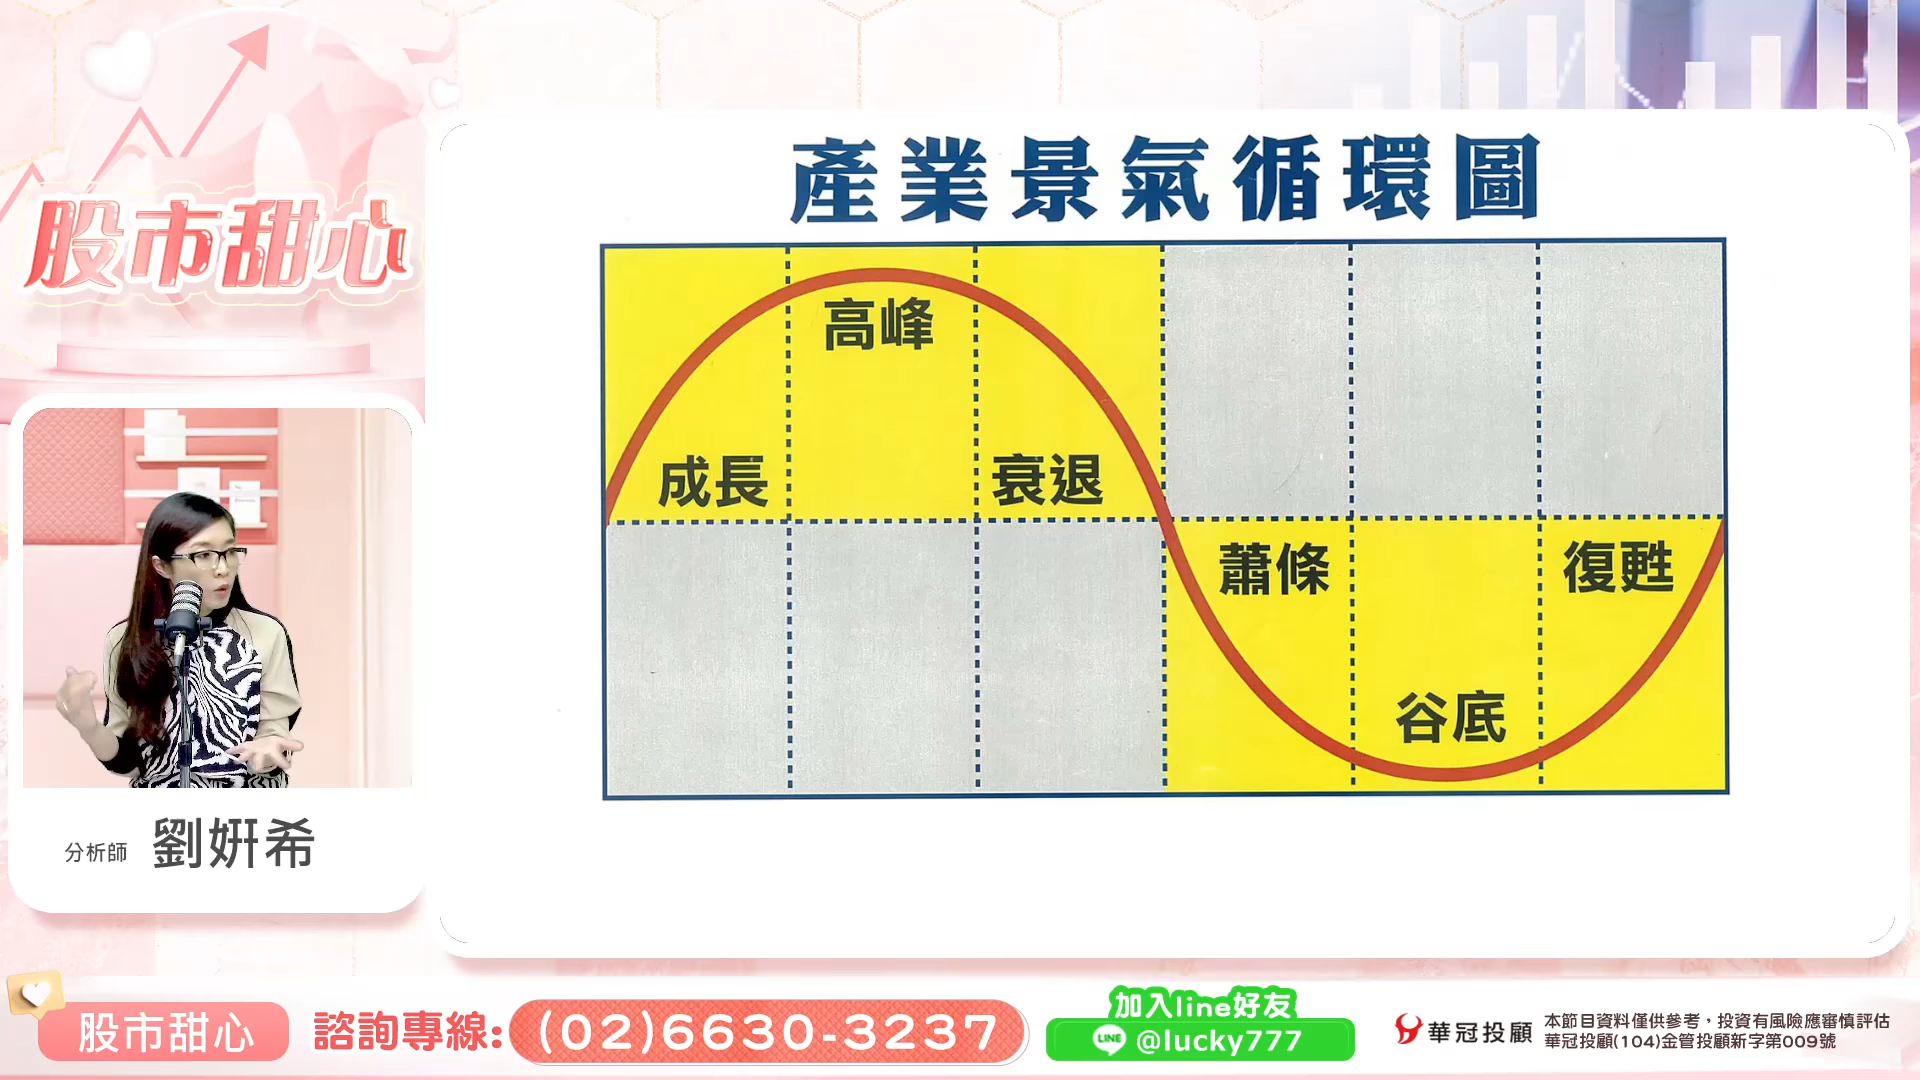 股市甜心
產業景氣循環圖
高峰
成長
衰退
蕭條
復甦
谷底
分析師 劉妍希
股市甜心
諮詢專線:
(02)6630-3237
加入line好友
LINE @lucky777
華冠投顧
本節目資料僅供參考，投資有風險應審慎評估
華冠投顧(104)金管投顧新字第009號